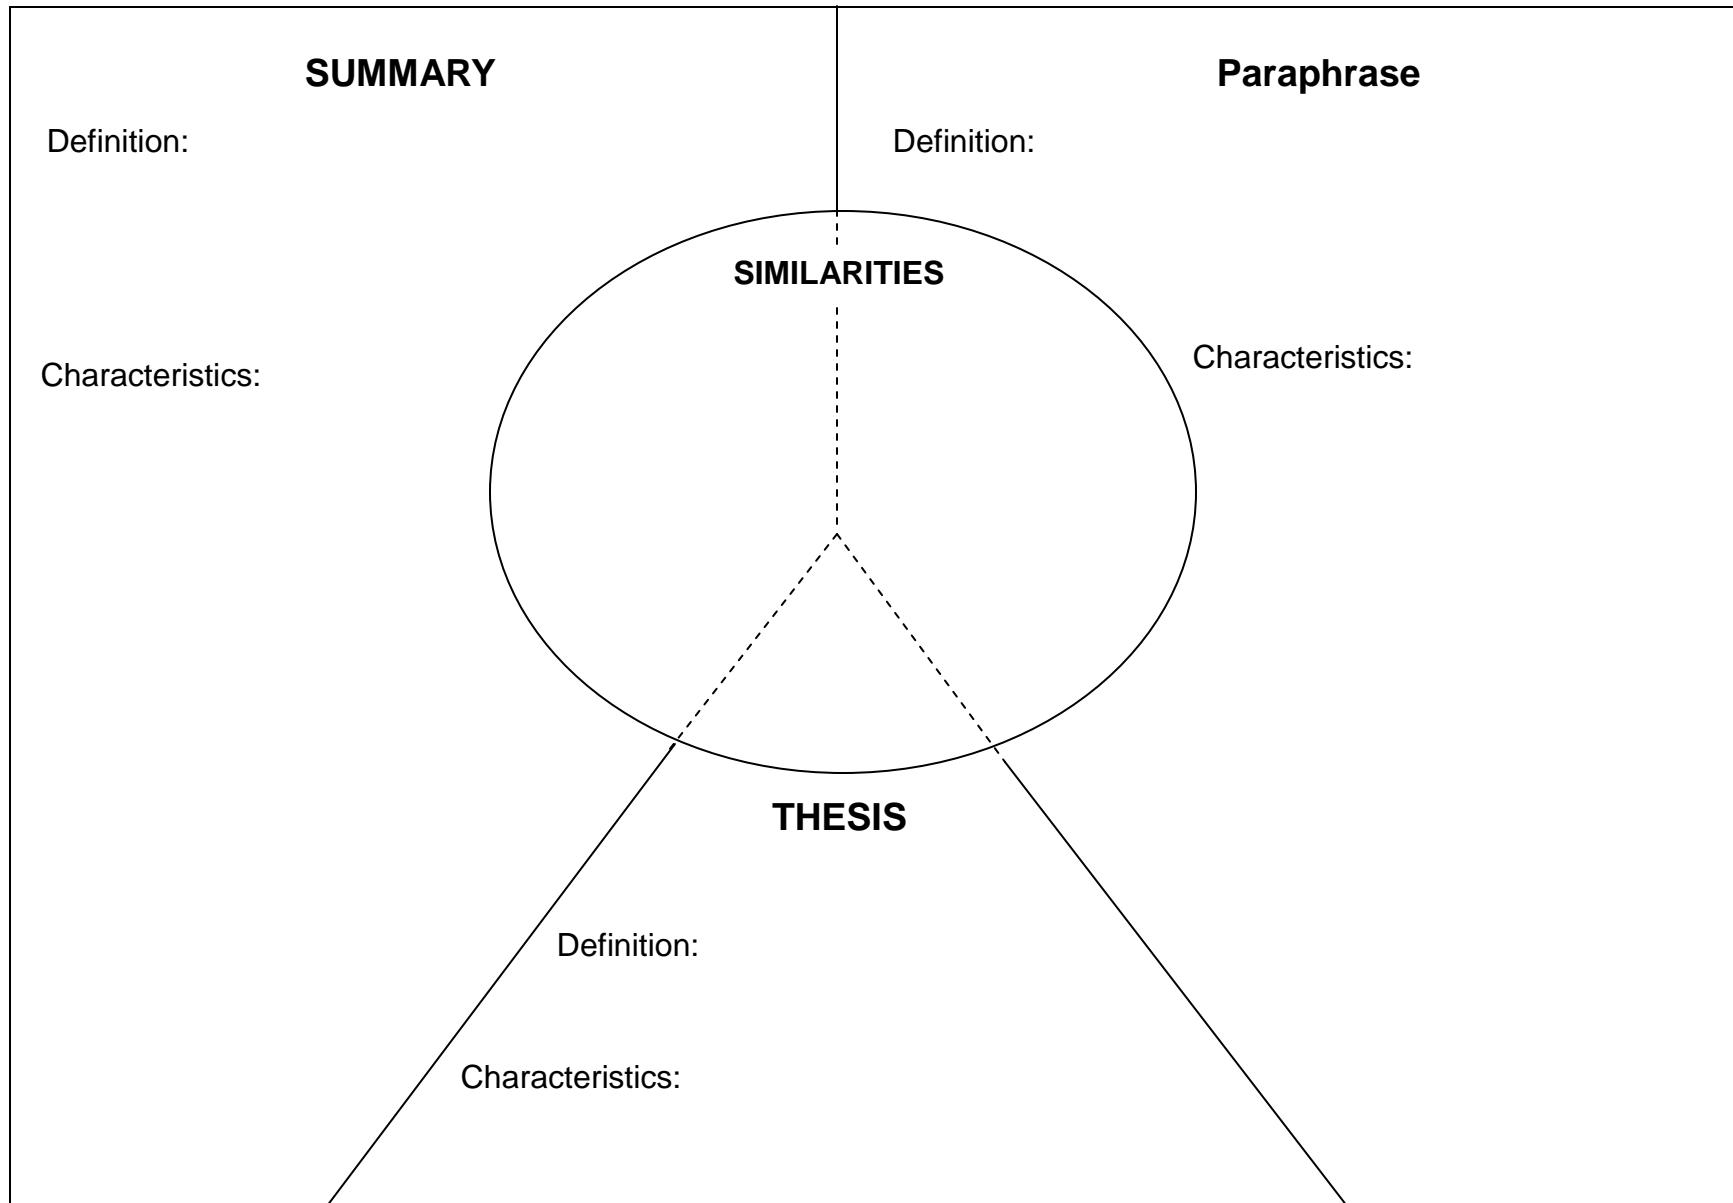 SUMMARY
Paraphrase
Definition:
Definition:
SIMILARITIES
Characteristics:
Characteristics:
THESIS
Definition:
Characteristics: